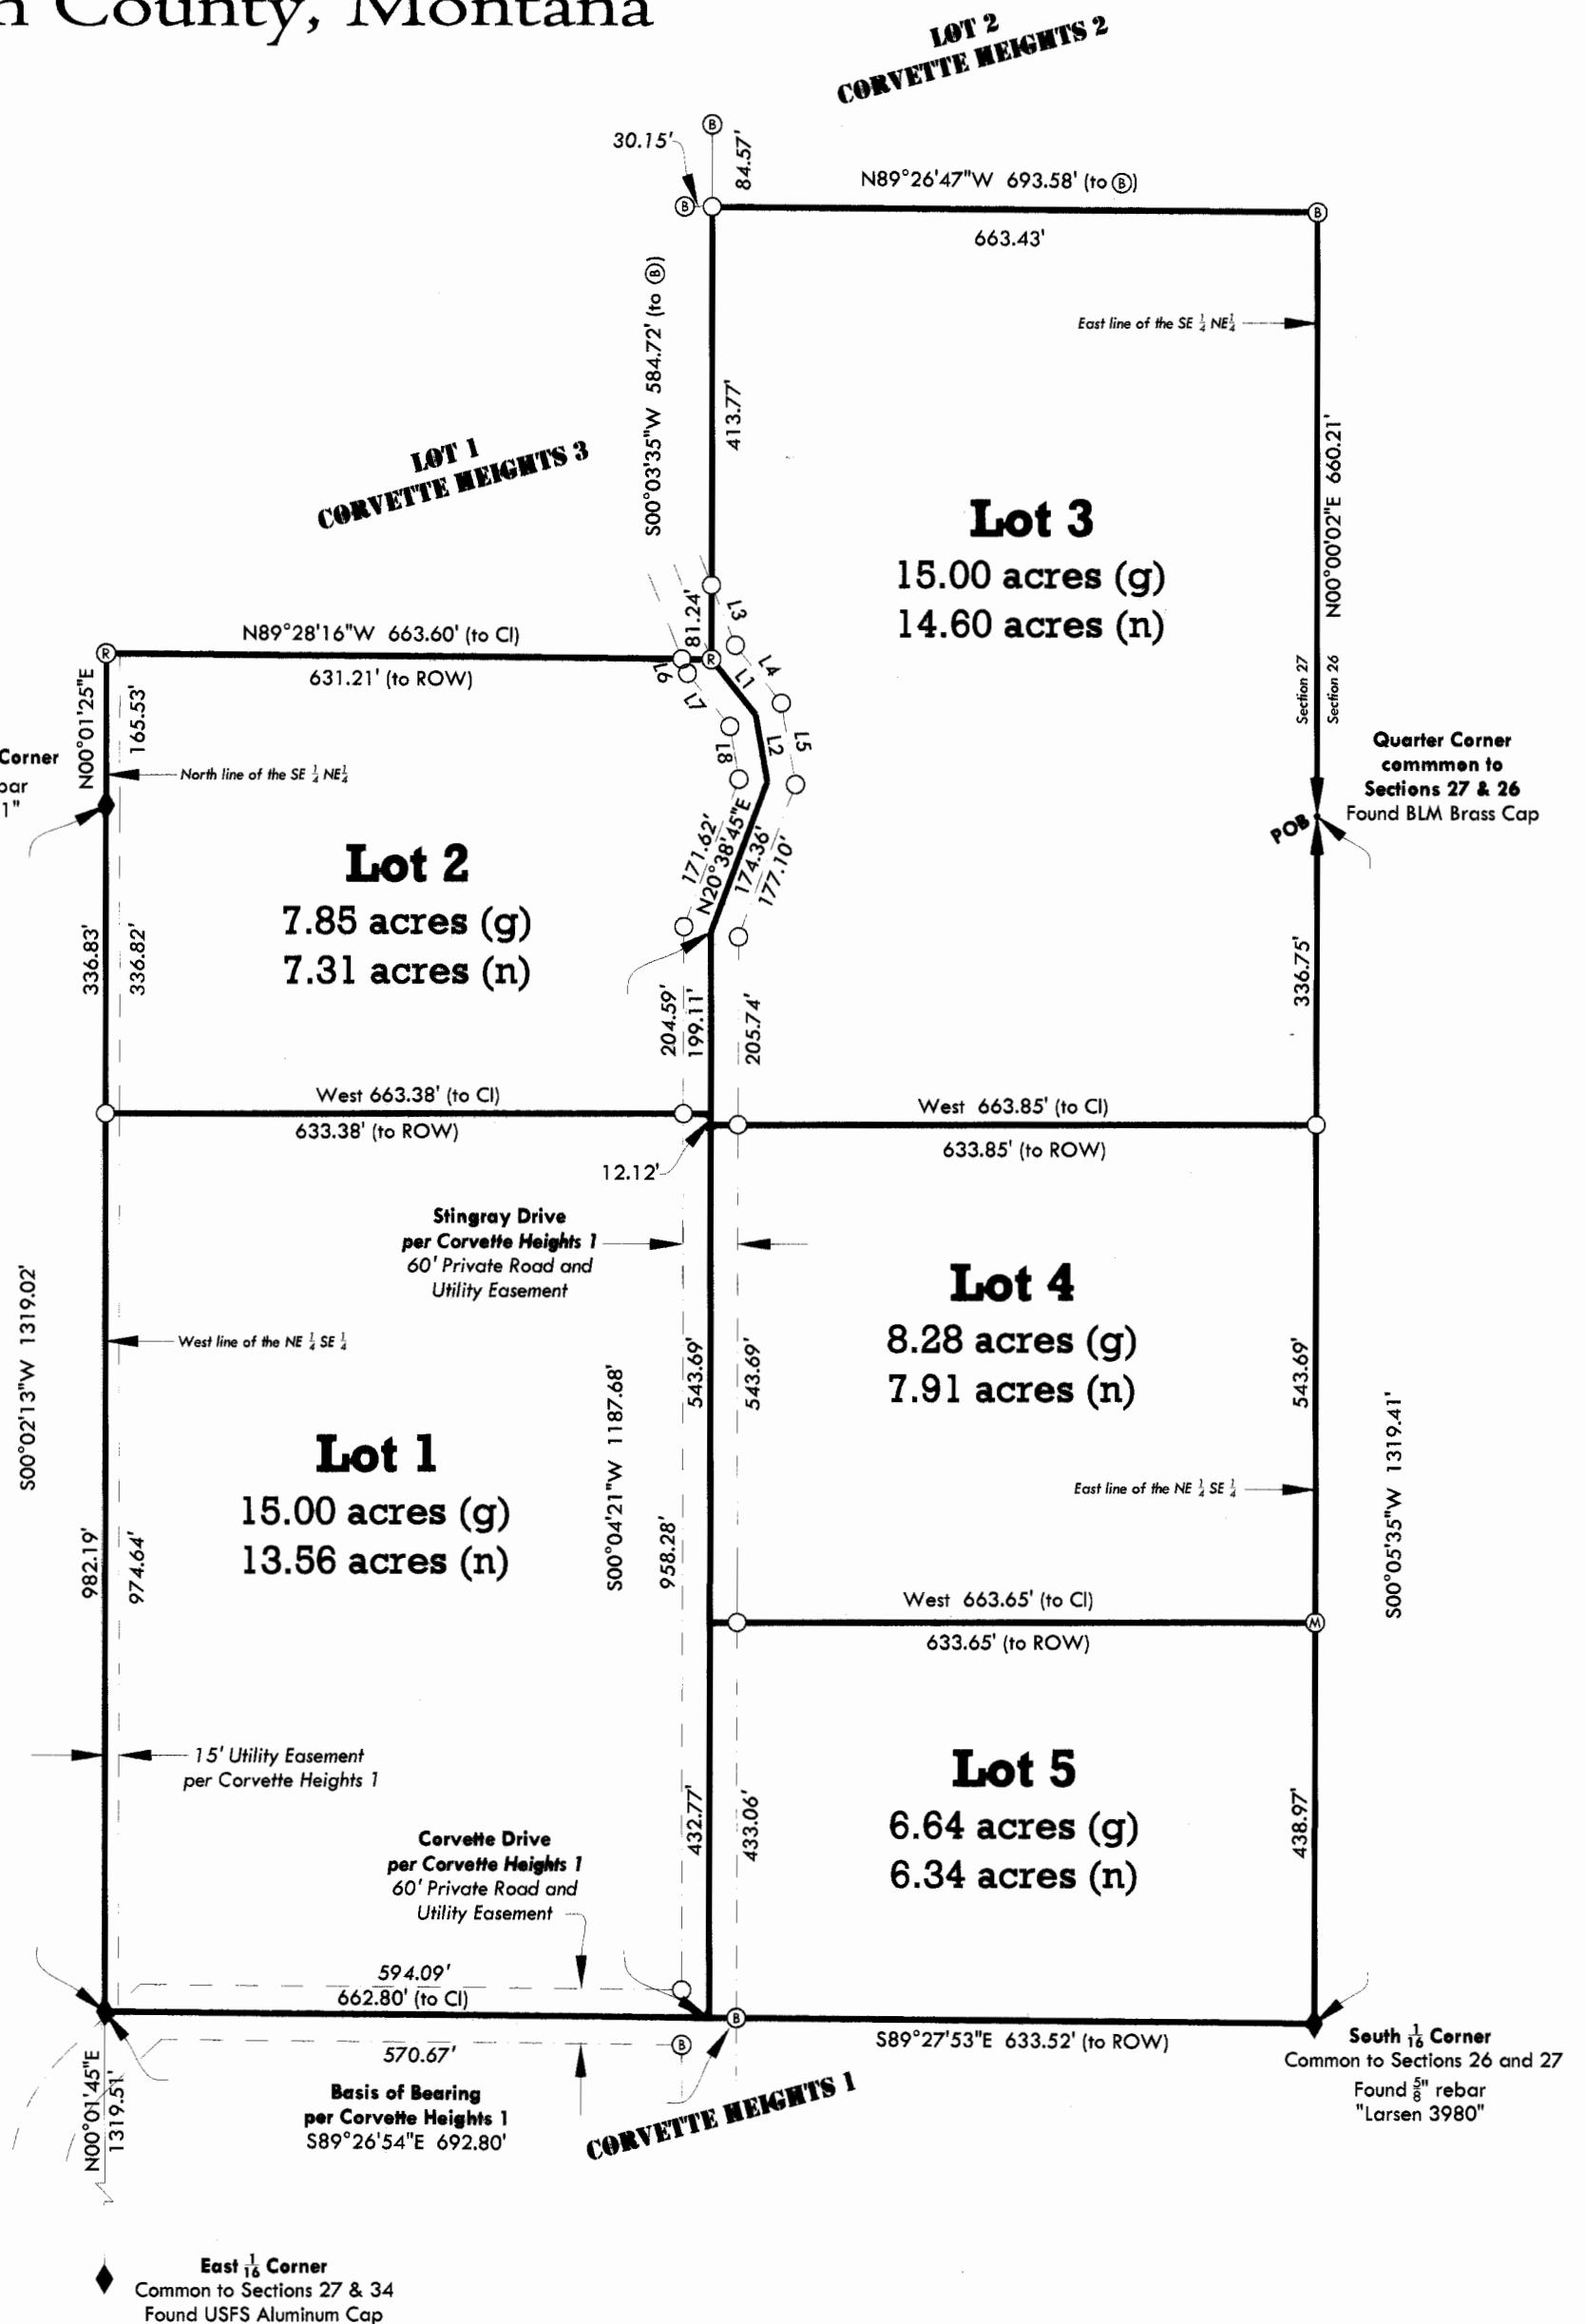 County, Montana
LOT 2
CORVETTE HEIGHTS 2
B
30.15'
84.57'
N89°26'47"W 693.58' (to B)
B
B
663.43'
S00°03'35"W 584.72' (to B)
East line of the SE 1/4 NE1/4
413.77'
N00°00'02"E 660.21'
LOT 1
CORVETTE HEIGHTS 3
Lot 3
15.00 acres (g)
14.60 acres (n)
81.24'
L3
N89°28'16"W 663.60' (to Cl)
R
R
631.21' (to ROW)
L6
L7
L1
L4
L8
L2
L5
N00°01'25"E
165.53'
Section 27
Section 26
Corner
1"
North line of the SE 1/4 NE1/4
Quarter Corner
commmon to
Sections 27 & 26
Found BLM Brass Cap
POB
Lot 2
7.85 acres (g)
7.31 acres (n)
171.62'
N20°38'45"E
174.36'
177.10'
336.83'
336.82'
336.75'
204.59'
199.11'
205.74'
West 663.38' (to Cl)
633.38' (to ROW)
West 663.85' (to Cl)
633.85' (to ROW)
12.12'
Stingray Drive
per Corvette Heights 1
60' Private Road and
Utility Easement
S00°02'13"W 1319.02'
West line of the NE 1/4 SE 1/4
Lot 4
8.28 acres (g)
7.91 acres (n)
543.69'
543.69'
543.69'
S00°04'21"W 1187.68'
S00°05'35"W 1319.41'
East line of the NE 1/4 SE 1/4
Lot 1
15.00 acres (g)
13.56 acres (n)
982.19'
974.64'
958.28'
West 663.65' (to Cl)
M
633.65' (to ROW)
15' Utility Easement
per Corvette Heights 1
Lot 5
6.64 acres (g)
6.34 acres (n)
432.77'
433.06'
438.97'
Corvette Drive
per Corvette Heights 1
60' Private Road and
Utility Easement
594.09'
662.80' (to Cl)
B
S89°27'53"E 633.52' (to ROW)
B
570.67'
Basis of Bearing
per Corvette Heights 1
S89°26'54"E 692.80'
CORVETTE HEIGHTS 1
N00°01'45"E
1319.51'
South 1/16 Corner
Common to Sections 26 and 27
Found 5/8" rebar
"Larsen 3980"
East 1/16 Corner
Common to Sections 27 & 34
Found USFS Aluminum Cap